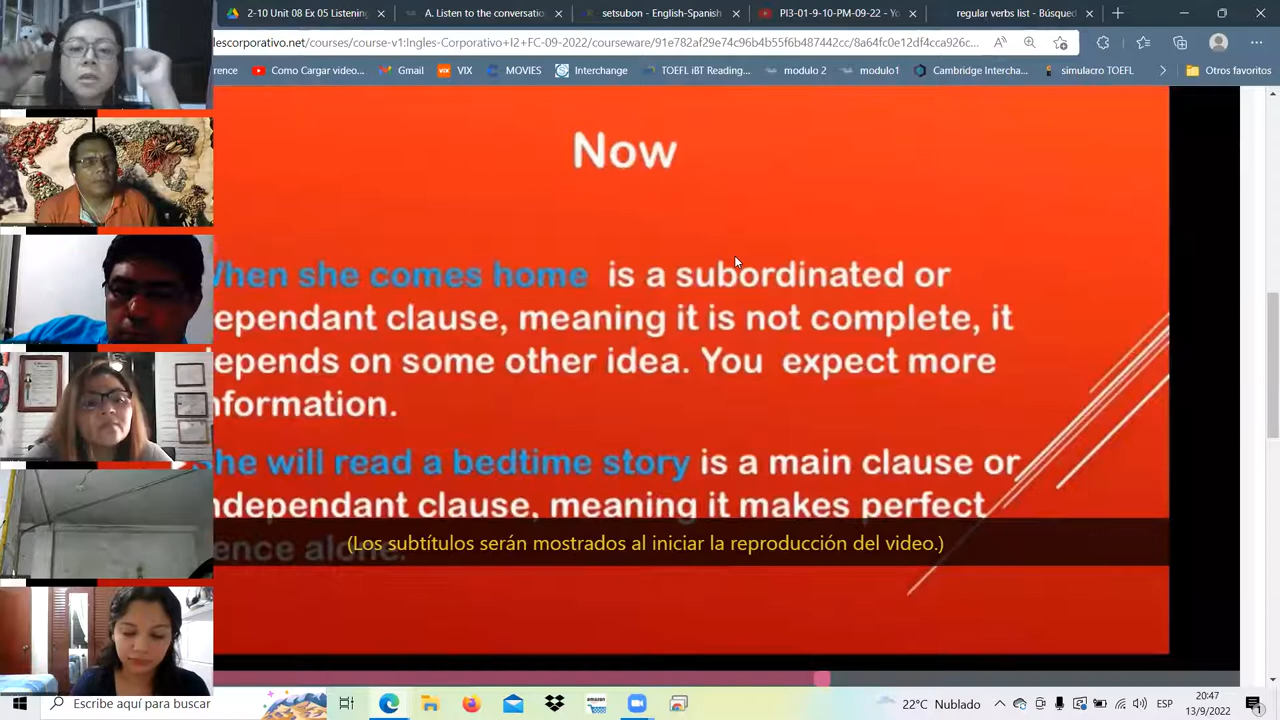 2-10 Unit 08 Ex 05 Listening
A. Listen to the conversatio
setsubon - English-Spanish
PI3-01-9-10-PM-09-22 - Yo
regular verbs list - Búsqued
lescorporativo.net/courses/course-v1:Ingles-Corporativo+I2+FC-09-2022/courseware/91e782af29e74c96b4b55f6b487442cc/8a64fc0e12df4cca926c...
rence
Como Cargar video...
Gmail
VIX
MOVIES
Interchange
TOEFL iBT Reading...
modulo 2
modulo1
Cambridge Intercha...
simulacro TOEFL
Otros favoritos
Now
When she comes home is a subordinated or
ependant clause, meaning it is not complete, it
depends on some other idea. You expect more
nformation.
She will read a bedtime story is a main clause or
ndependant clause, meaning it makes perfect
ence alone.
(Los subtítulos serán mostrados al iniciar la reproducción del video.)
Escribe aquí para buscar
22°C Nublado
ESP
20:47
13/9/2022